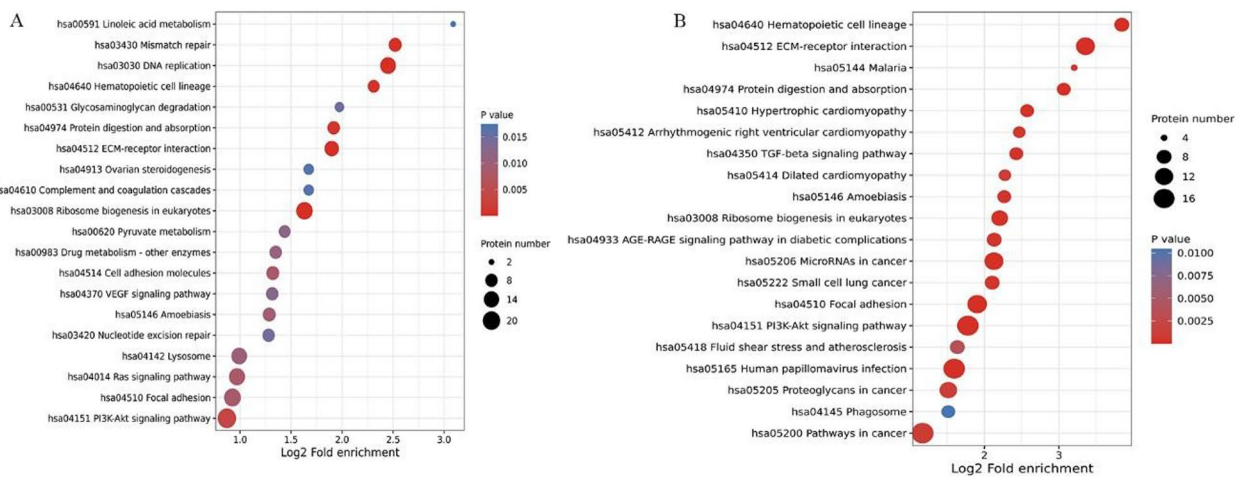 A
hsa00591 Linoleic acid metabolism
hsa03430 Mismatch repair
hsa03030 DNA replication
hsa04640 Hematopoietic cell lineage
hsa00531 Glycosaminoglycan degradation
hsa04974 Protein digestion and absorption
hsa04512 ECM-receptor interaction
hsa04913 Ovarian steroidogenesis
sa04610 Complement and coagulation cascades
hsa03008 Ribosome biogenesis in eukaryotes
hsa00620 Pyruvate metabolism
hsa00983 Drug metabolism - other enzymes
hsa04514 Cell adhesion molecules
hsa04370 VEGF signaling pathway
hsa05146 Amoebiasis
hsa03420 Nucleotide excision repair
hsa04142 Lysosome
hsa04014 Ras signaling pathway
hsa04510 Focal adhesion
hsa04151 PI3K-Akt signaling pathway
1.0 1.5 2.0 2.5 3.0
Log2 Fold enrichment
P value
0.015
0.010
0.005
Protein number
2
8
14
20
B
hsa04640 Hematopoietic cell lineage
hsa04512 ECM-receptor interaction
hsa05144 Malaria
hsa04974 Protein digestion and absorption
hsa05410 Hypertrophic cardiomyopathy
hsa05412 Arrhythmogenic right ventricular cardiomyopathy
hsa04350 TGF-beta signaling pathway
hsa05414 Dilated cardiomyopathy
hsa05146 Amoebiasis
hsa03008 Ribosome biogenesis in eukaryotes
hsa04933 AGE-RAGE signaling pathway in diabetic complications
hsa05206 MicroRNAs in cancer
hsa05222 Small cell lung cancer
hsa04510 Focal adhesion
hsa04151 PI3K-Akt signaling pathway
hsa05418 Fluid shear stress and atherosclerosis
hsa05165 Human papillomavirus infection
hsa05205 Proteoglycans in cancer
hsa04145 Phagosome
hsa05200 Pathways in cancer
2 3
Log2 Fold enrichment
Protein number
4
8
12
16
P value
0.0100
0.0075
0.0050
0.0025